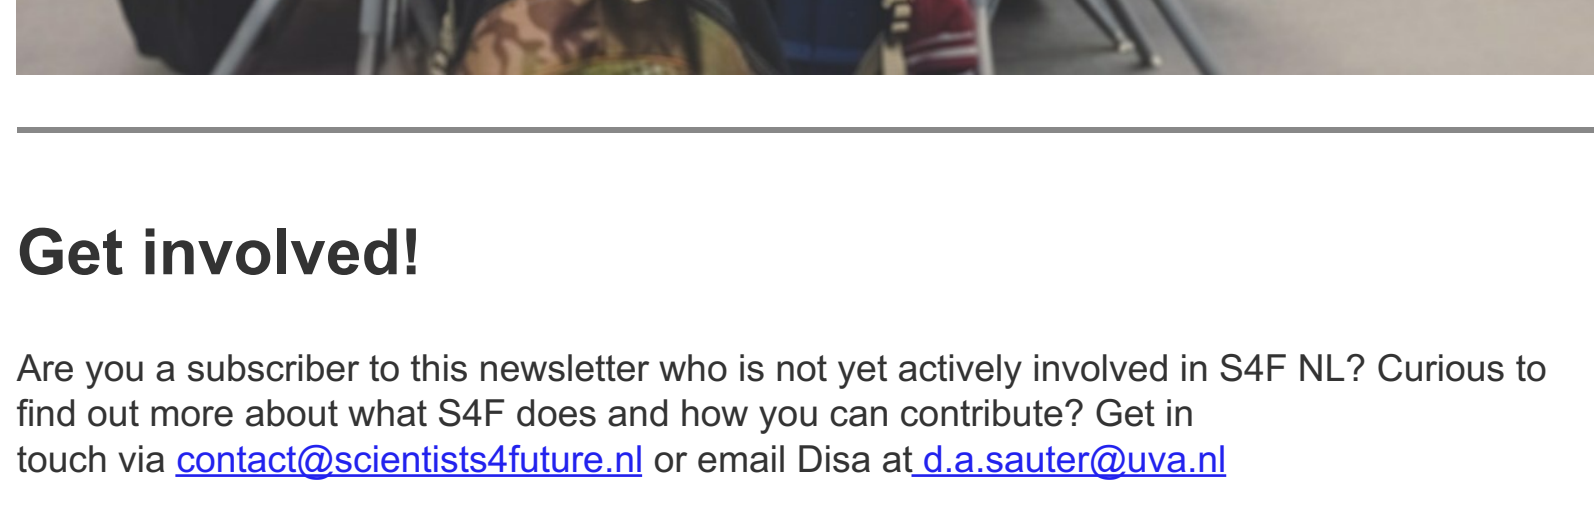 Get involved!
Are you a subscriber to this newsletter who is not yet actively involved in S4F NL? Curious to
find out more about what S4F does and how you can contribute? Get in
touch via contact@scientists4future.nl or email Disa at d.a.sauter@uva.nl